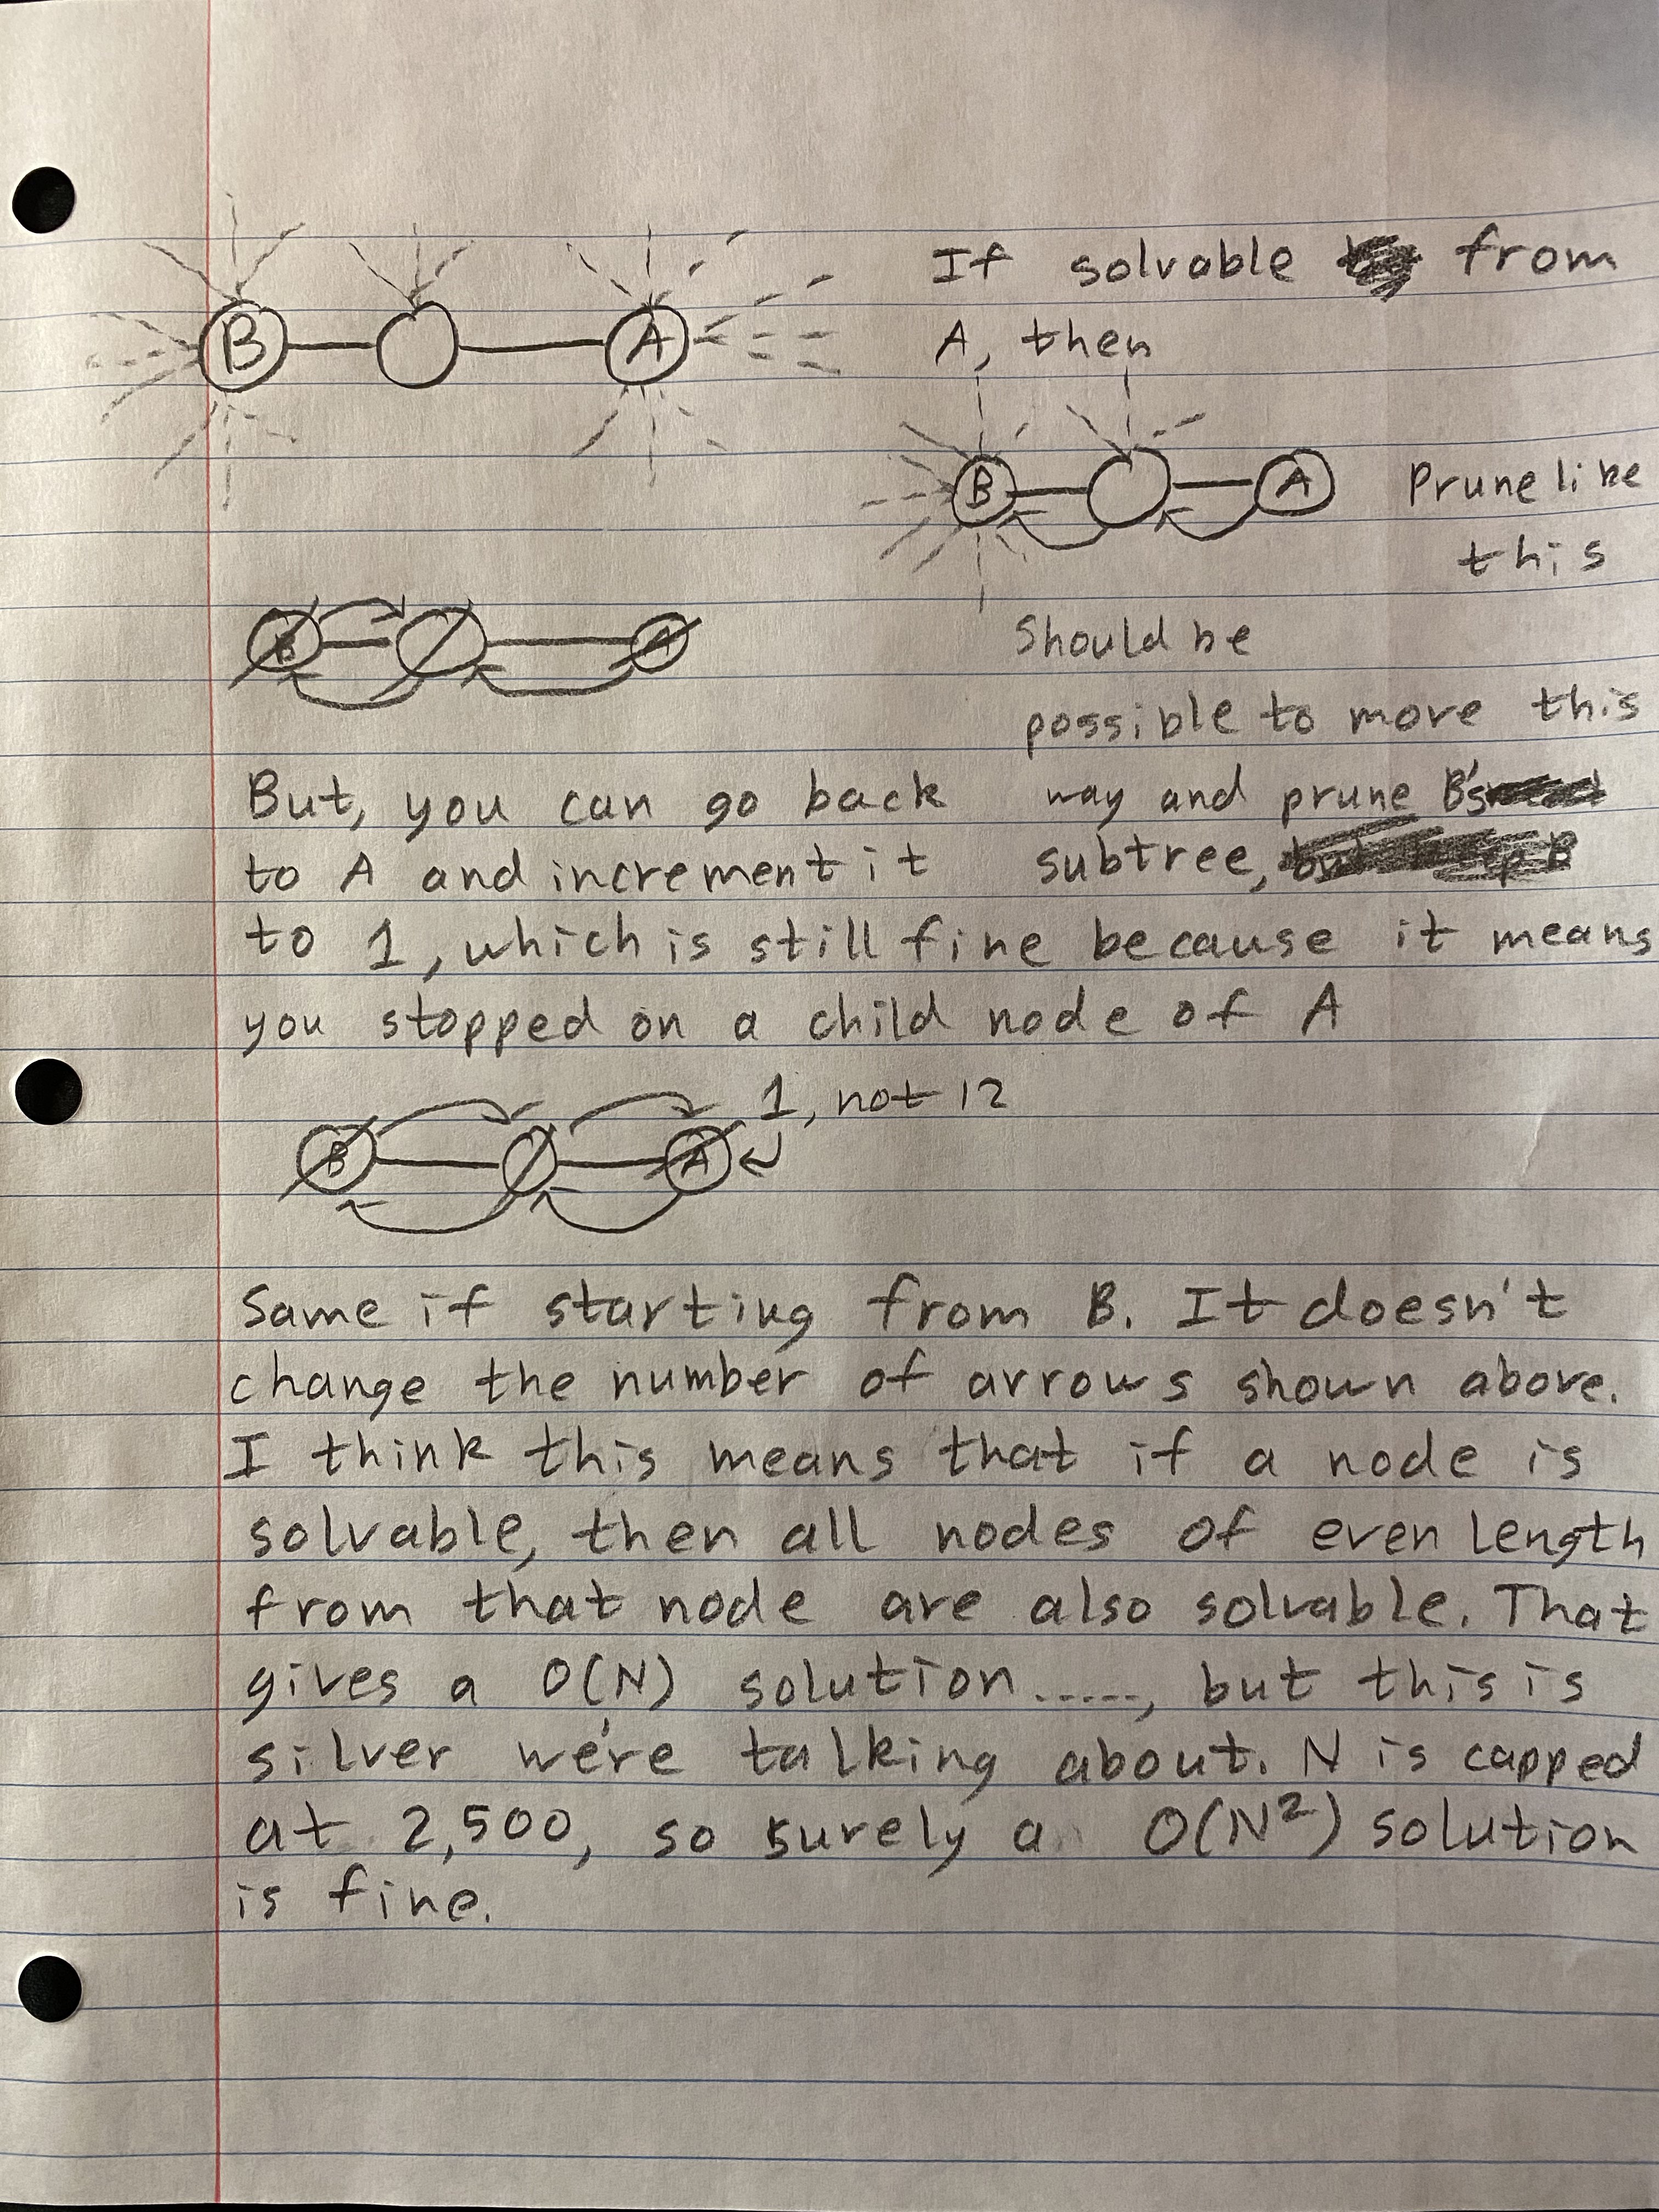 B
A
If solvable from
A, then
B
A
Prune like
this
B
A
Should be
possible to move this
way and prune B's
subtree,
But, you can go back
to A and increment it
to 1, which is still fine because it means
you stopped on a child node of A
1, not 12
B
A
Same if starting from B. It doesn't
change the number of arrows shown above.
I think this means that if a node is
solvable, then all nodes of even length
from that node are also solvable. That
gives a O(N) solution....., but this is
silver we're talking about. N is capped
at 2,500, so surely a O(N²) solution
is fine.